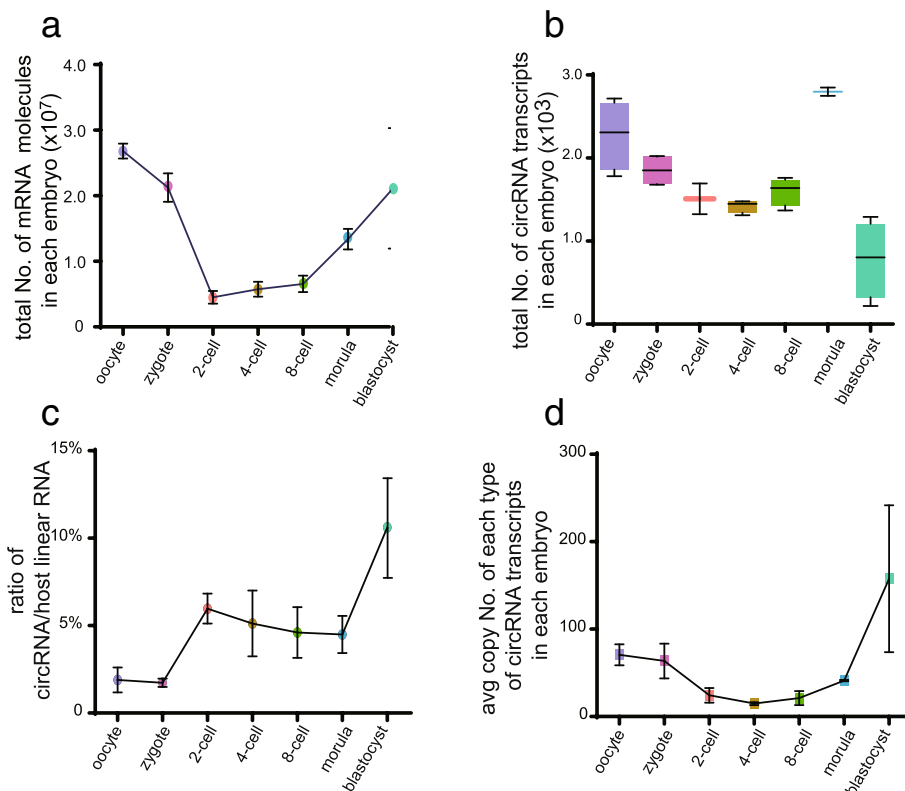 a
total No. of mRNA molecules
in each embryo (x10⁷)
4.0
3.0
2.0
1.0
0
oocyte
zygote
2-cell
4-cell
8-cell
morula
blastocyst
b
total No. of circRNA transcripts
in each embryo (x103)
3.0
2.0
1.0
0
oocyte
zygote
2-cell
4-cell
8-cell
morula
blastocyst
c
ratio of
circRNA/host linear RNA
15%
10%
5%
0
oocyte
zygote
2-cell
4-cell
8-cell
morula
blastocyst
d
avg copy No. of each type
of circRNA transcripts
in each embryo
300
200
100
0
oocyte
zygote
2-cell
4-cell
8-cell
morula
blastocyst